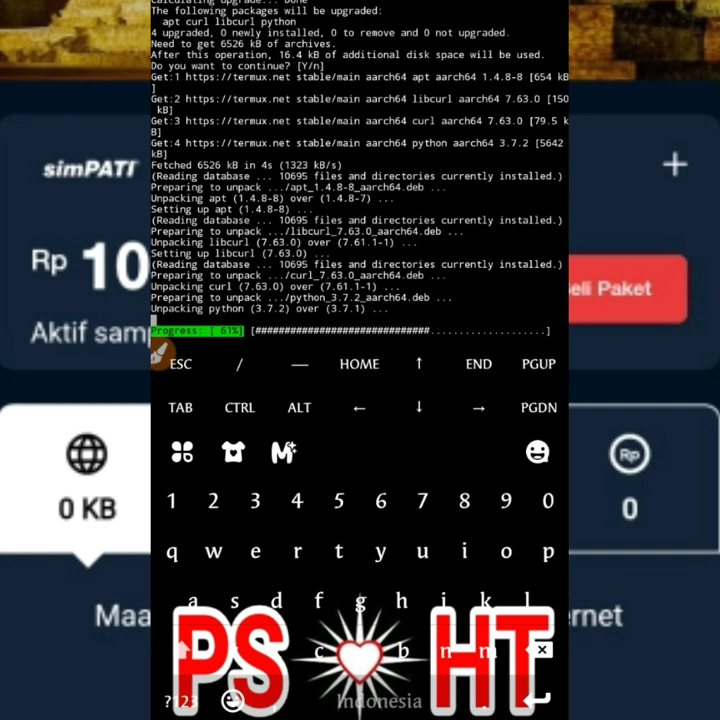 Calculating upgrade... Done
The following packages will be upgraded:
apt curl libcurl python
4 upgraded, 0 newly installed, 0 to remove and 0 not upgraded.
Need to get 6526 kB of archives.
After this operation, 16.4 kB of additional disk space will be used.
Do you want to continue? [Y/n]
Get:1 https://termux.net stable/main aarch64 apt aarch64 1.4.8-8 [654 kB
]
Get:2 https://termux.net stable/main aarch64 libcurl aarch64 7.63.0 [150
kB]
Get:3 https://termux.net stable/main aarch64 curl aarch64 7.63.0 [79.5 k
B]
Get:4 https://termux.net stable/main aarch64 python aarch64 3.7.2 [5642
kB]
Fetched 6526 kB in 4s (1323 kB/s)
(Reading database ... 10695 files and directories currently installed.)
Preparing to unpack .../apt_1.4.8-8_aarch64.deb ...
Unpacking apt (1.4.8-8) over (1.4.8-7) ...
Setting up apt (1.4.8-8) ...
(Reading database ... 10695 files and directories currently installed.)
Preparing to unpack .../libcurl_7.63.0_aarch64.deb ...
Unpacking libcurl (7.63.0) over (7.61.1-1) ...
Setting up libcurl (7.63.0) ...
(Reading database ... 10695 files and directories currently installed.)
Preparing to unpack .../curl_7.63.0_aarch64.deb ...
Unpacking curl (7.63.0) over (7.61.1-1) ...
Preparing to unpack .../python_3.7.2_aarch64.deb ...
Unpacking python (3.7.2) over (3.7.1) ...
Progress: [ 61%] [##############################....................]
simPATI
+
Rp 10
eli Paket
Aktif samp
ESC / — HOME ↑ END PGUP
TAB CTRL ALT ← ↓ → PGDN
M
0 KB
Rp
0
1 2 3 4 5 6 7 8 9 0
q w e r t y u i o p
a s d f g h j k l
Maa
ernet
c b n m
PS HT
?123 , Indonesia .